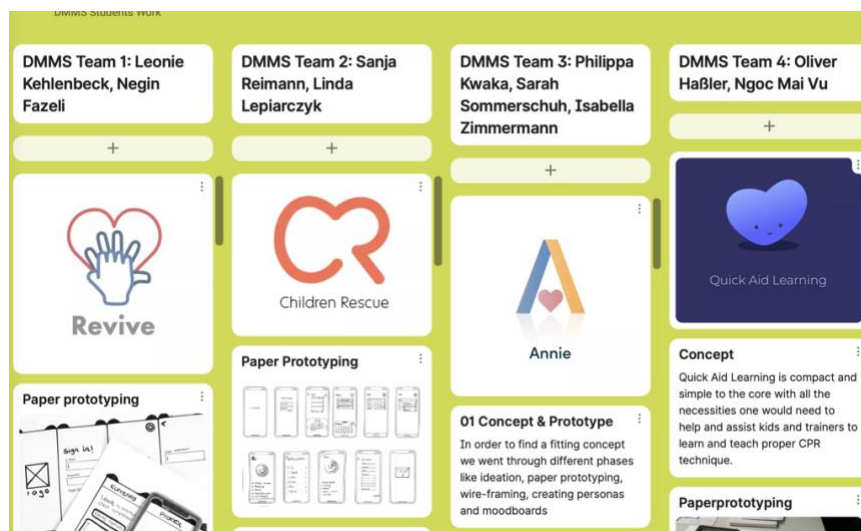 DMMS Students Work
DMMS Team 1: Leonie
Kehlenbeck, Negin
Fazeli
+
Revive
Paper prototyping
Sign in!
logo
DMMS Team 2: Sanja
Reimann, Linda
Lepiarczyk
+
CR
Children Rescue
Paper Prototyping
DMMS Team 3: Philippa
Kwaka, Sarah
Sommerschuh, Isabella
Zimmermann
+
Annie
01 Concept & Prototype
In order to find a fitting concept
we went through different phases
like ideation, paper prototyping,
wire-framing, creating personas
and moodboards
DMMS Team 4: Oliver
Haßler, Ngoc Mai Vu
+
Quick Aid Learning
Concept
Quick Aid Learning is compact and
simple to the core with all the
necessities one would need to
help and assist kids and trainers to
learn and teach proper CPR
technique.
Paperprototyping